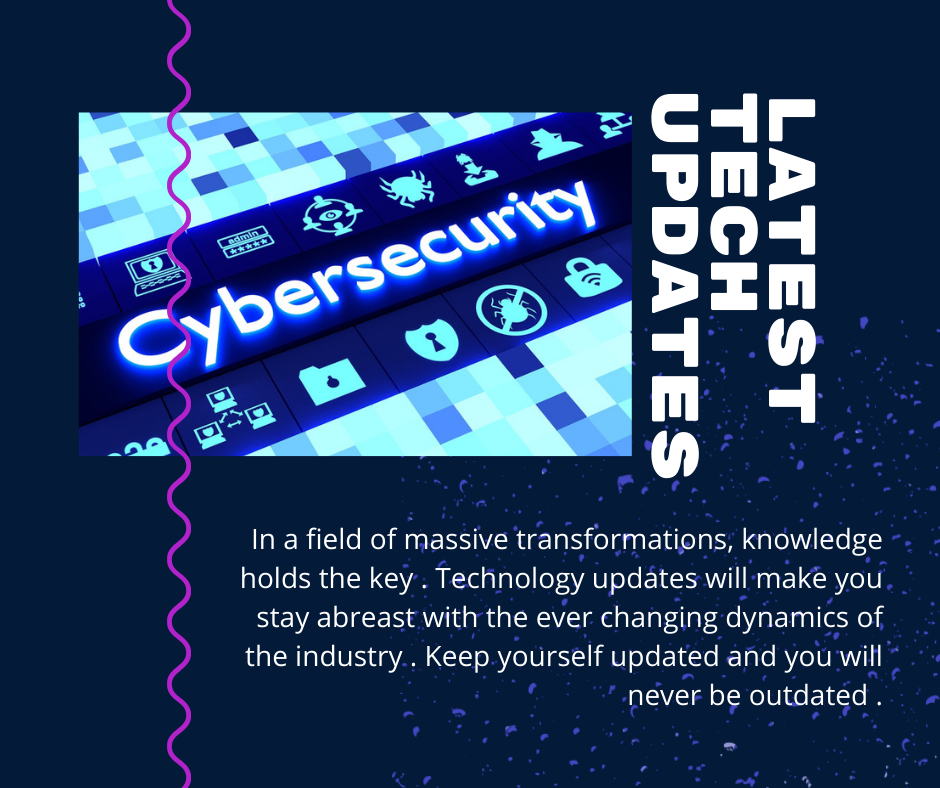 LATEST
TECH
UPDATES
admin
*****
Cybersecurity
In a field of massive transformations, knowledge
holds the key . Technology updates will make you
stay abreast with the ever changing dynamics of
the industry . Keep yourself updated and you will
never be outdated .